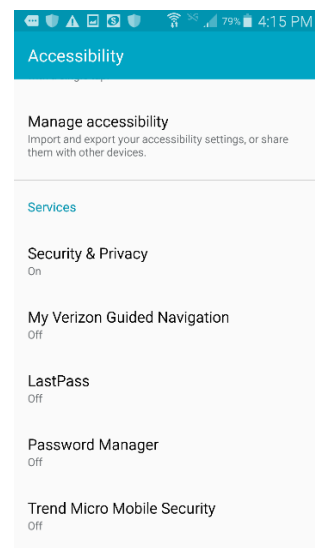 79% 4:15 PM
Accessibility
Manage accessibility
Import and export your accessibility settings, or share
them with other devices.
Services
Security & Privacy
On
My Verizon Guided Navigation
Off
LastPass
Off
Password Manager
Off
Trend Micro Mobile Security
Off